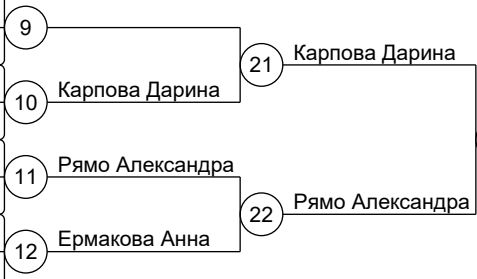 9
21 Карпова Дарина
10 Карпова Дарина
11 Рямо Александра
22 Рямо Александра
12 Ермакова Анна